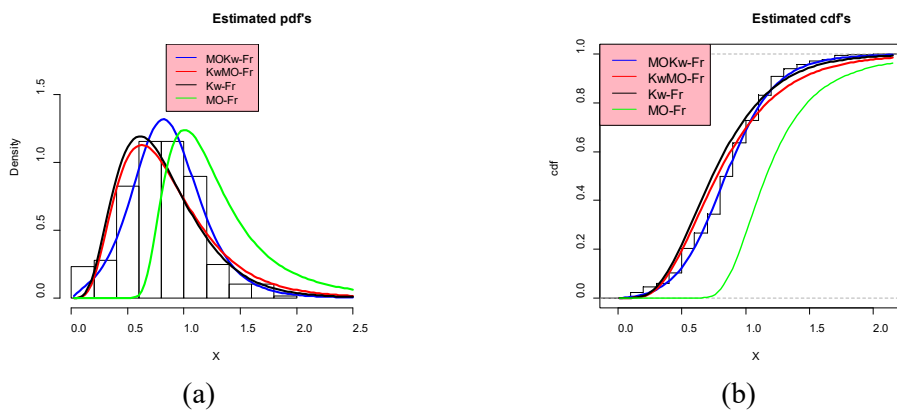 Estimated pdf's
MOKw-Fr
KwMO-Fr
Kw-Fr
MO-Fr
Density
0.0 0.5 1.0 1.5
0.0 0.5 1.0 1.5 2.0 2.5
X
(a)
Estimated cdf's
MOKw-Fr
KwMO-Fr
Kw-Fr
MO-Fr
cdf
0.0 0.2 0.4 0.6 0.8 1.0
0.0 0.5 1.0 1.5 2.0
X
(b)